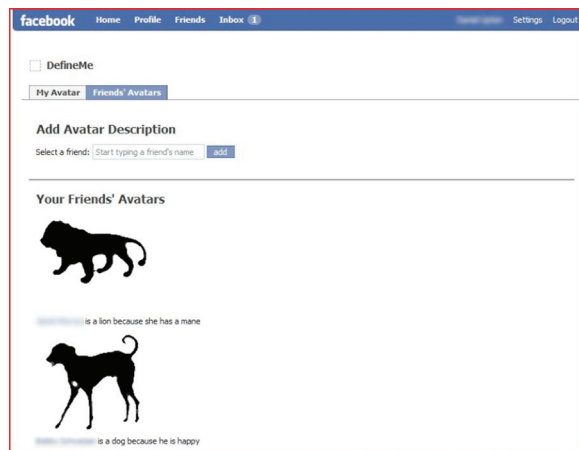 facebook Home Profile Friends Inbox 1 Settings Logout
DefineMe
My Avatar Friends' Avatars
Add Avatar Description
Select a friend: Start typing a friend's name add
Your Friends' Avatars
is a lion because she has a mane
is a dog because he is happy